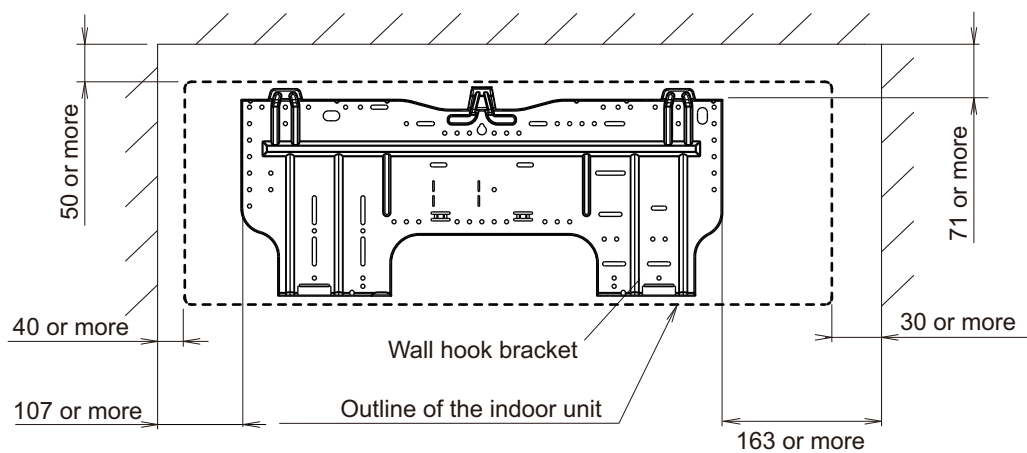 50 or more
71 or more
40 or more
30 or more
Wall hook bracket
107 or more
Outline of the indoor unit
163 or more